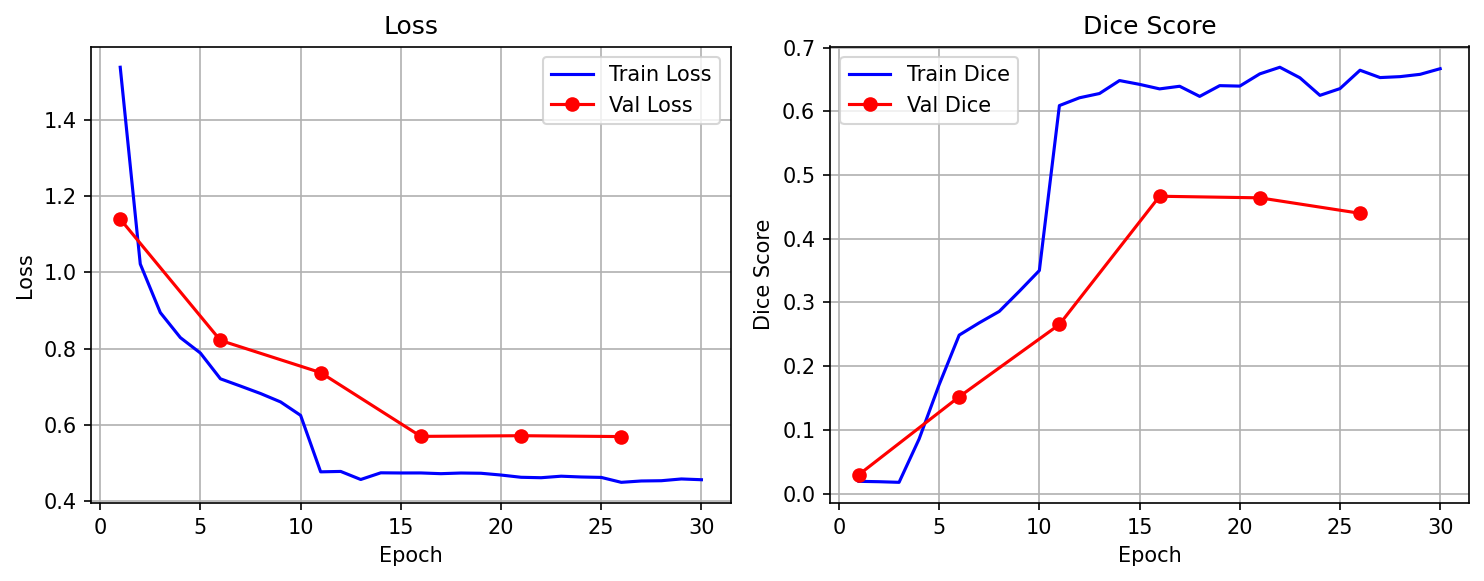 Loss
Train Loss
Val Loss
1.4
1.2
1.0
0.8
0.6
0.4
Loss
0 5 10 15 20 25 30
Epoch
Dice Score
Train Dice
Val Dice
0.7
0.6
0.5
0.4
0.3
0.2
0.1
0.0
Dice Score
0 5 10 15 20 25 30
Epoch